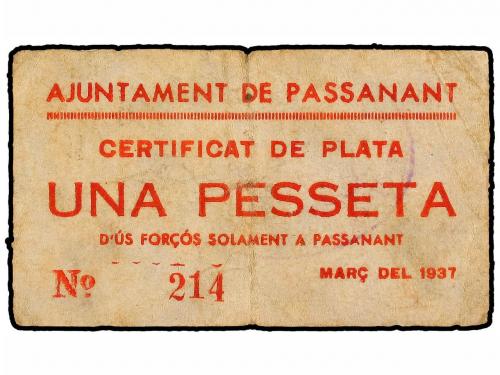 AJUNTAMENT DE PASSANANT
CERTIFICAT DE PLATA
UNA PESSETA
D'ÚS FORÇÓS SOLAMENT A PASSANANT
MARÇ DEL 1937
Nº 214